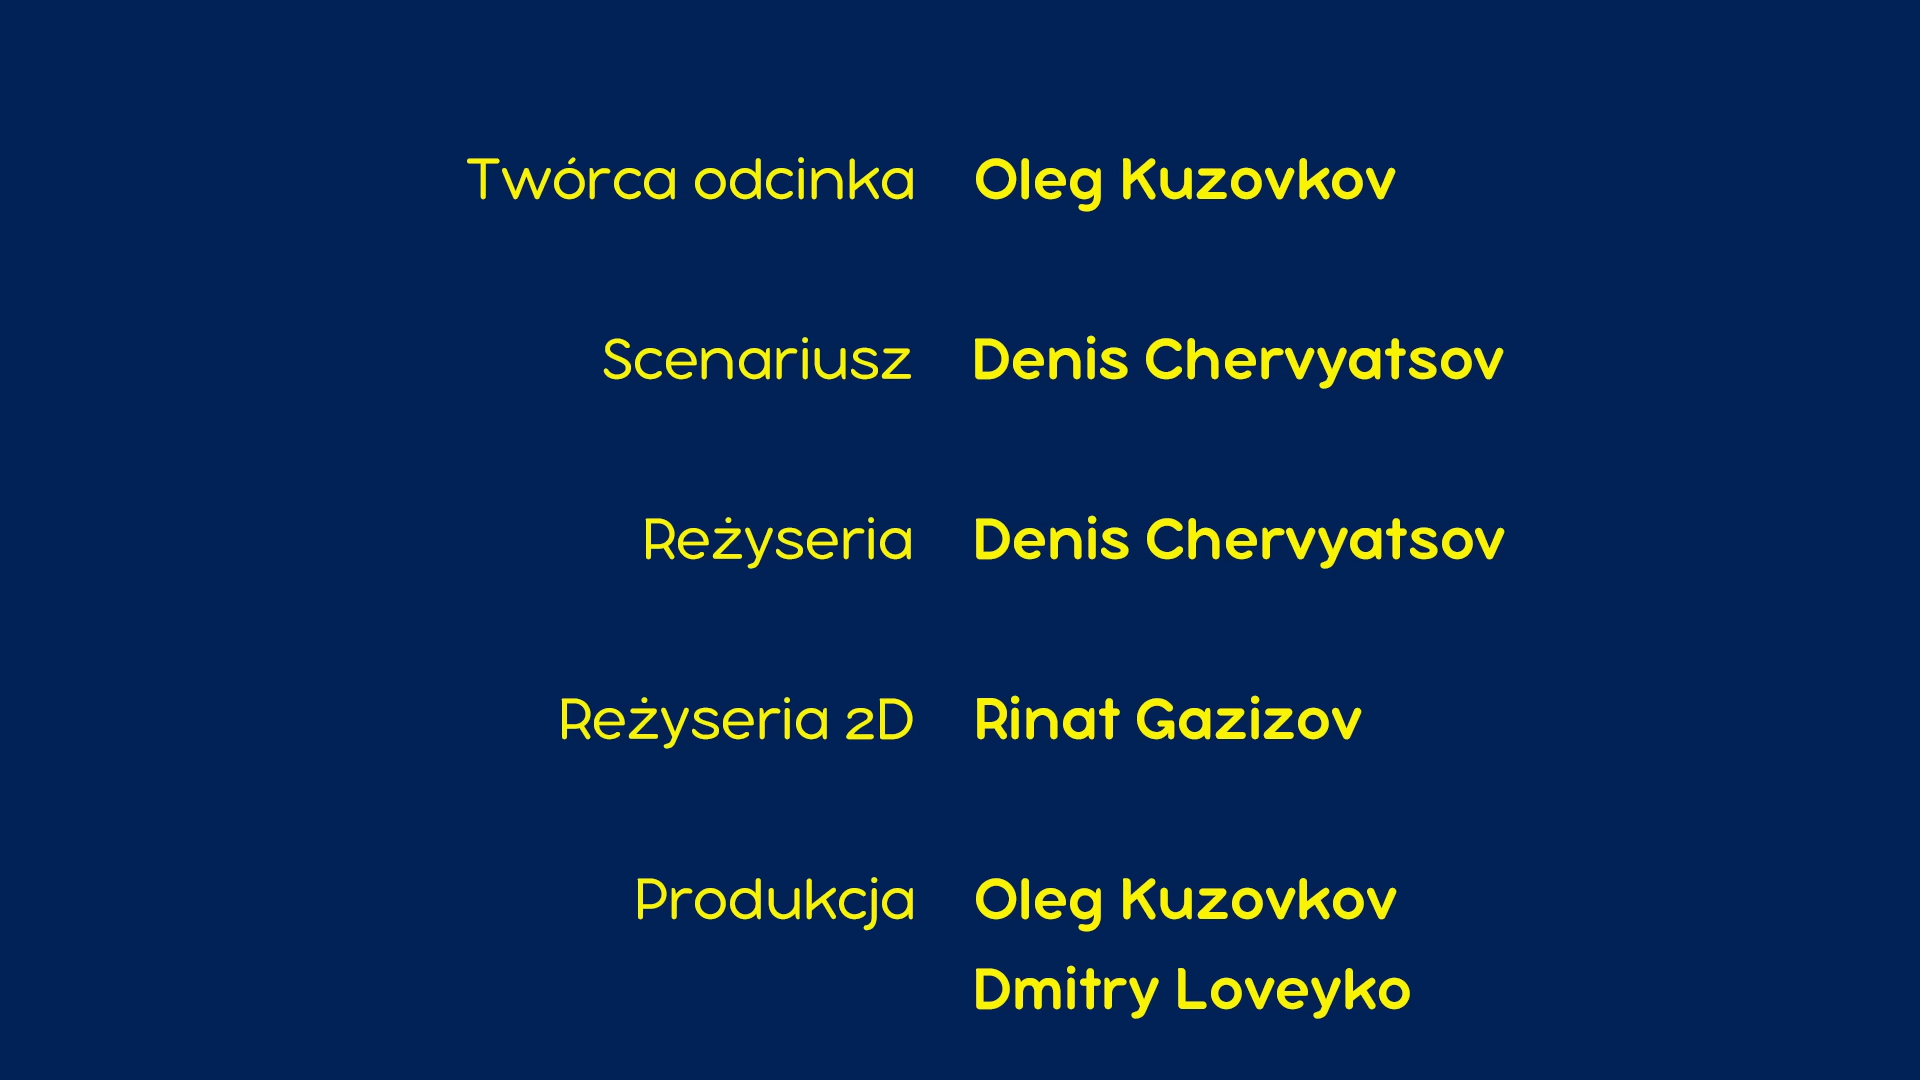 Twórca odcinka Oleg Kuzovkov
Scenariusz Denis Chervyatsov
Reżyseria Denis Chervyatsov
Reżyseria 2D Rinat Gazizov
Produkcja Oleg Kuzovkov
Dmitry Loveyko